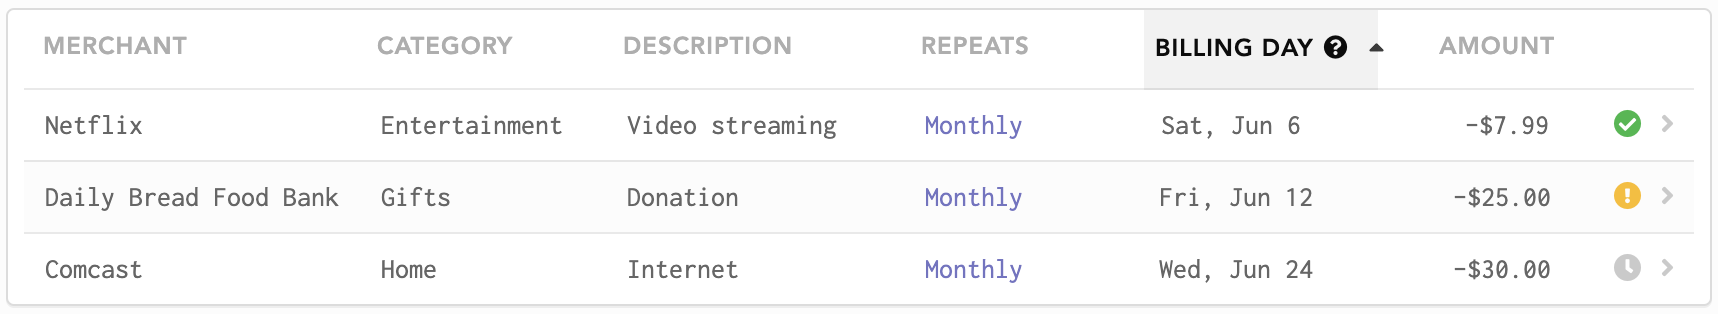 MERCHANT CATEGORY DESCRIPTION REPEATS BILLING DAY ? AMOUNT
Netflix Entertainment Video streaming Monthly Sat, Jun 6 -$7.99
Daily Bread Food Bank Gifts Donation Monthly Fri, Jun 12 -$25.00
Comcast Home Internet Monthly Wed, Jun 24 -$30.00